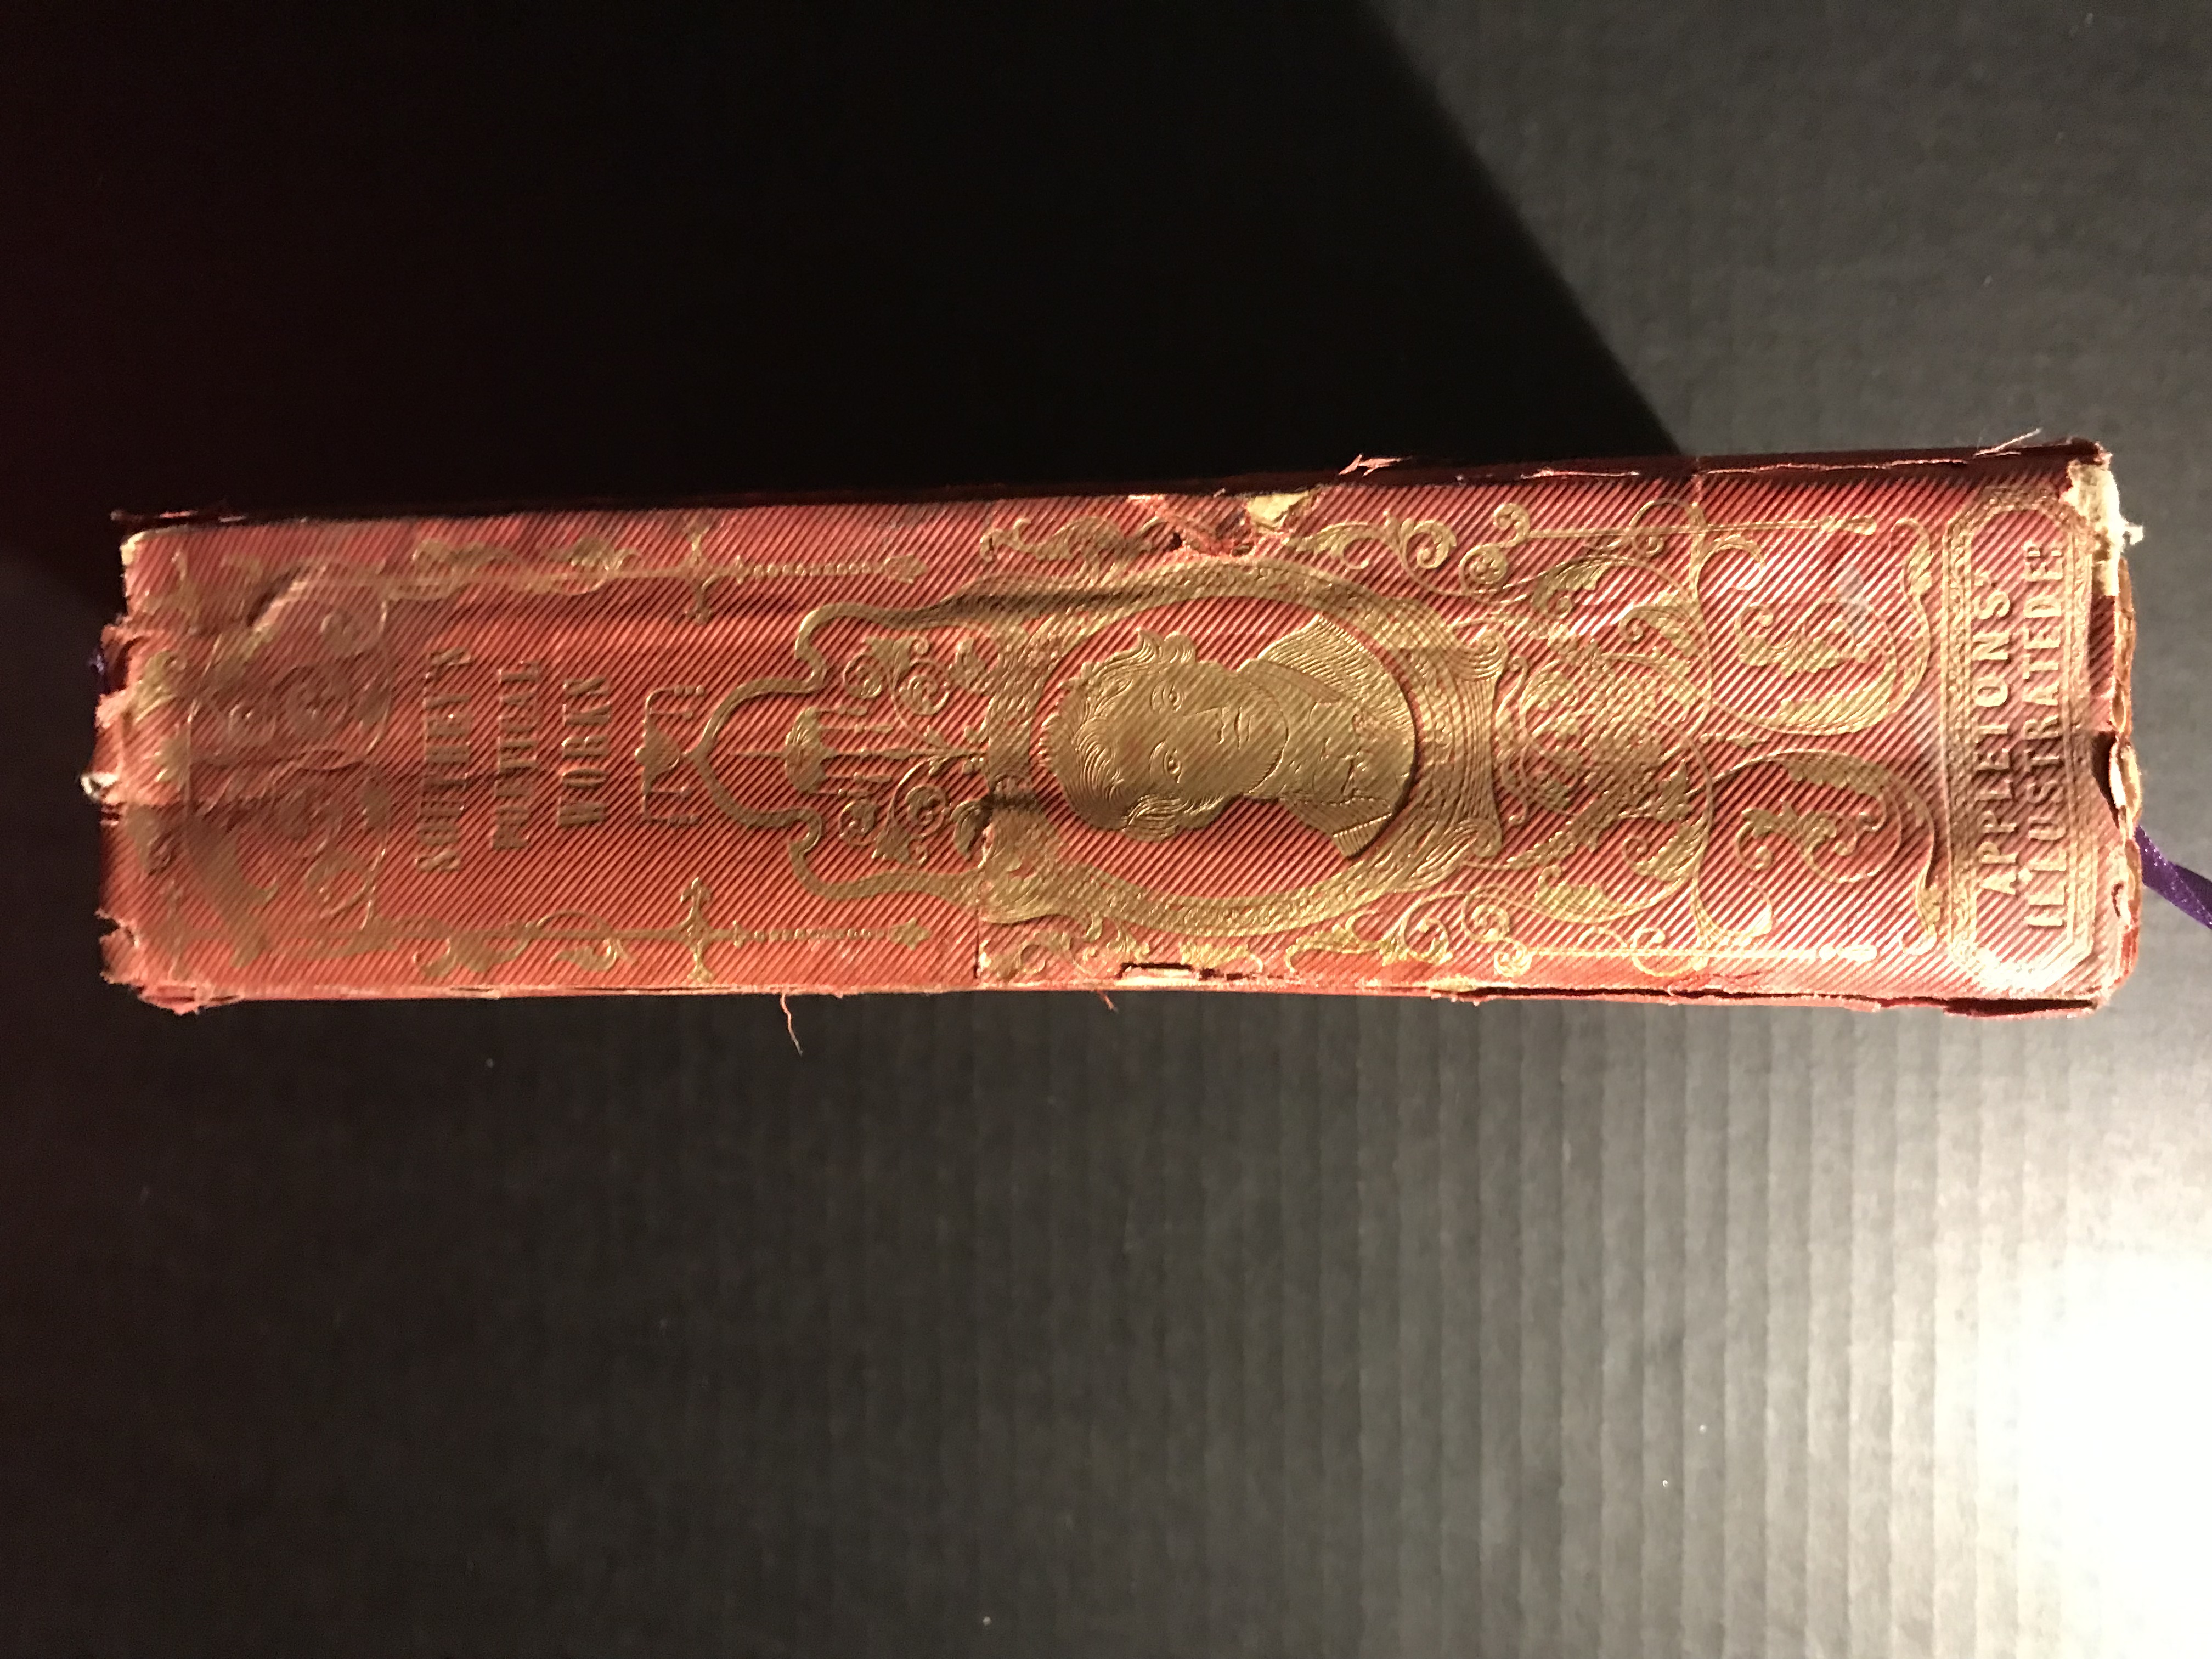 SOUTHEY'S
POETICAL
WORKS
APPLETONS'
ILLUSTRATED E